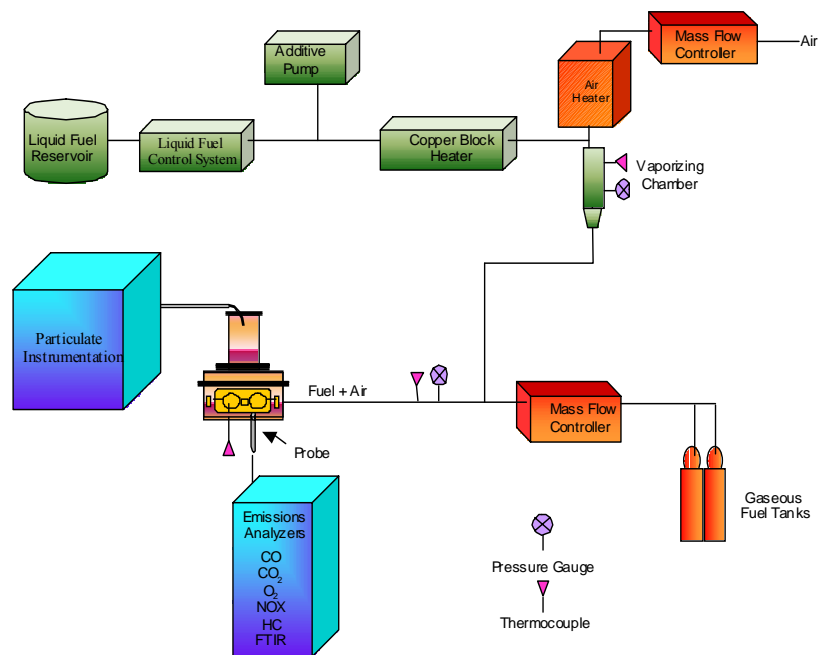 Additive
Pump
Mass Flow
Controller
Air
Air
Heater
Liquid Fuel
Reservoir
Liquid Fuel
Control System
Copper Block
Heater
Vaporizing
Chamber
Particulate
Instrumentation
Fuel + Air
Mass Flow
Controller
Probe
Gaseous
Fuel Tanks
Emissions
Analyzers
CO
CO₂
O₂
NOX
HC
FTIR
Pressure Gauge
Thermocouple